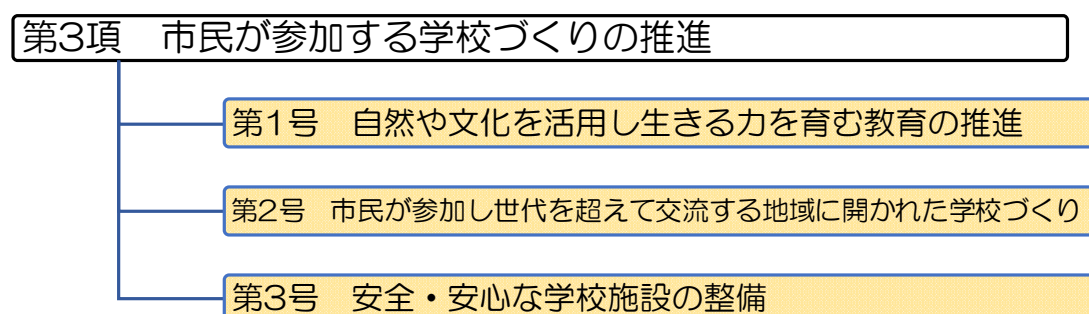 第3項　市民が参加する学校づくりの推進
第1号　自然や文化を活用し生きる力を育む教育の推進
第2号　市民が参加し世代を超えて交流する地域に開かれた学校づくり
第3号　安全・安心な学校施設の整備